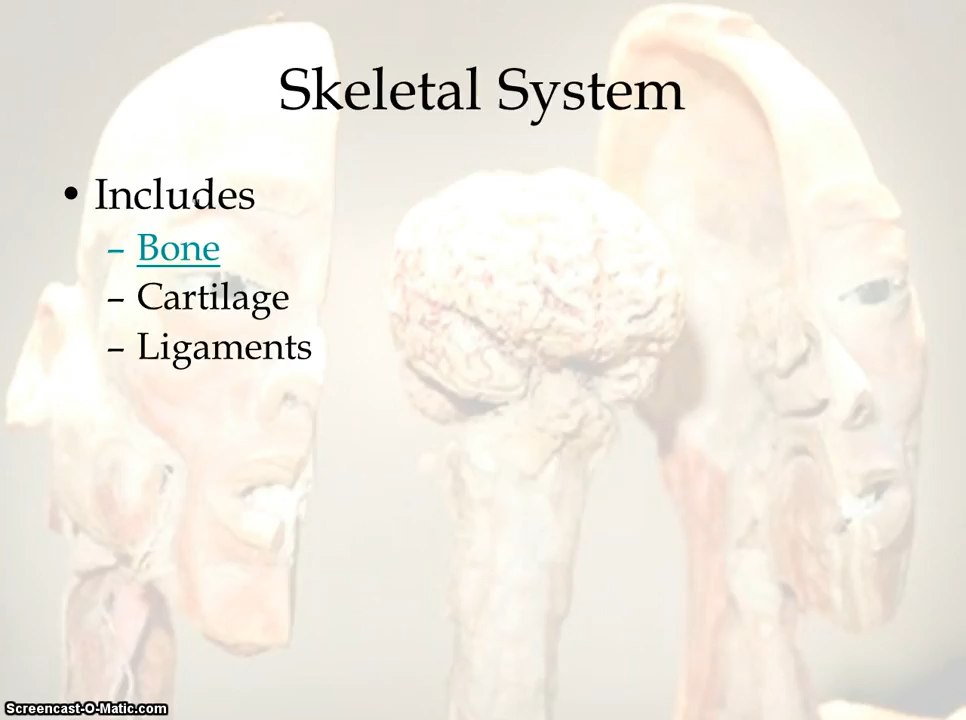 Skeletal System
• Includes
– Bone
– Cartilage
– Ligaments
Screencast-O-Matic.com